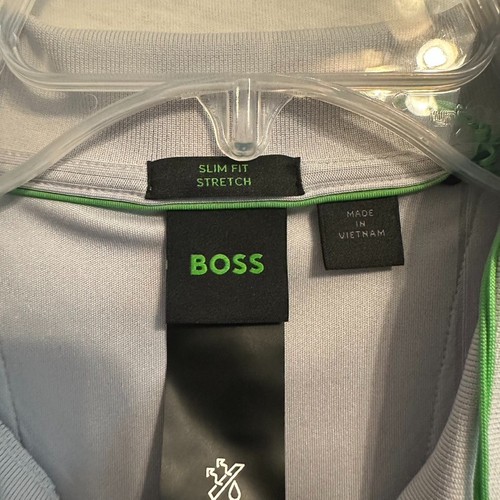 SLIM FIT
STRETCH
BOSS
MADE
IN
VIETNAM